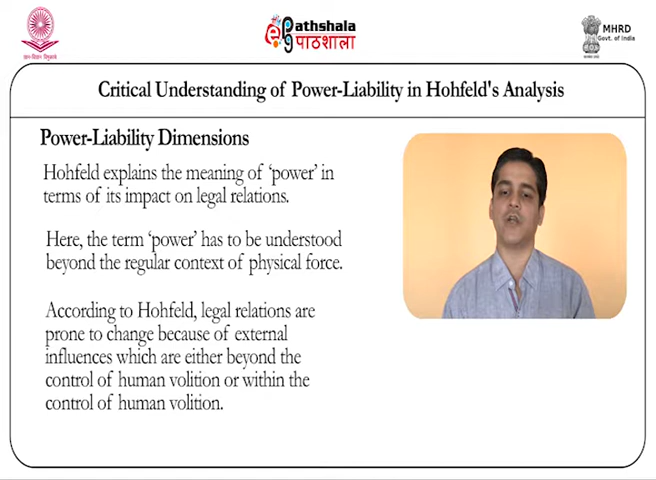 Pathshala
पाठशाला
MHRD
Govt. of India
Critical Understanding of Power-Liability in Hohfeld's Analysis
Power-Liability Dimensions
Hohfeld explains the meaning of ‘power’ in
terms of its impact on legal relations.
Here, the term ‘power’ has to be understood
beyond the regular context of physical force.
According to Hohfeld, legal relations are
prone to change because of external
influences which are either beyond the
control of human volition or within the
control of human volition.